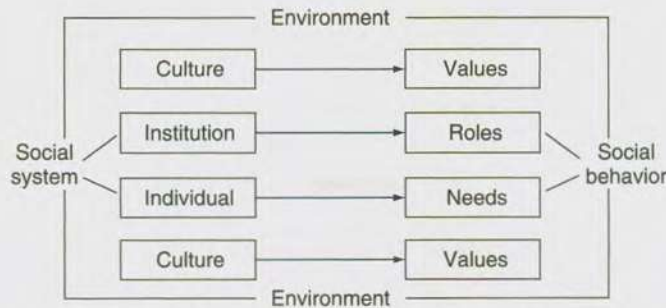 Environment
Culture Values
Institution Roles
Social system Social behavior
Individual Needs
Culture Values
Environment